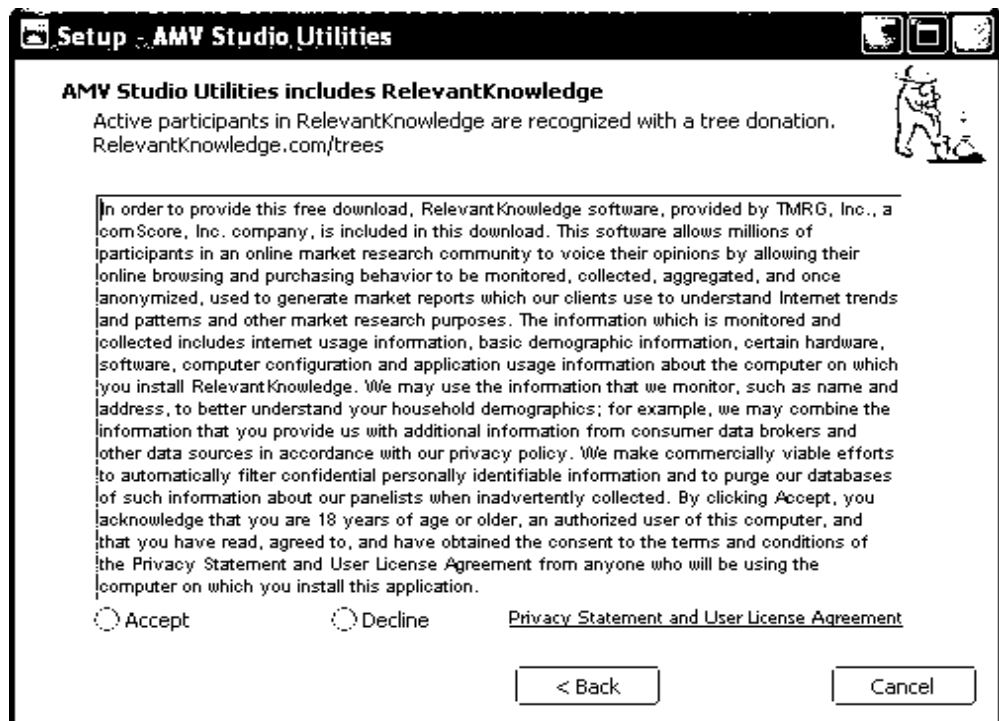 Setup - AMV Studio Utilities
AMV Studio Utilities includes RelevantKnowledge
Active participants in RelevantKnowledge are recognized with a tree donation.
RelevantKnowledge.com/trees
In order to provide this free download, RelevantKnowledge software, provided by TMRG, Inc., a
comScore, Inc. company, is included in this download. This software allows millions of
participants in an online market research community to voice their opinions by allowing their
online browsing and purchasing behavior to be monitored, collected, aggregated, and once
anonymized, used to generate market reports which our clients use to understand Internet trends
and patterns and other market research purposes. The information which is monitored and
collected includes internet usage information, basic demographic information, certain hardware,
software, computer configuration and application usage information about the computer on which
you install RelevantKnowledge. We may use the information that we monitor, such as name and
address, to better understand your household demographics; for example, we may combine the
information that you provide us with additional information from consumer data brokers and
other data sources in accordance with our privacy policy. We make commercially viable efforts
to automatically filter confidential personally identifiable information and to purge our databases
of such information about our panelists when inadvertently collected. By clicking Accept, you
acknowledge that you are 18 years of age or older, an authorized user of this computer, and
that you have read, agreed to, and have obtained the consent to the terms and conditions of
the Privacy Statement and User License Agreement from anyone who will be using the
computer on which you install this application.
Accept Decline Privacy Statement and User License Agreement
< Back Cancel